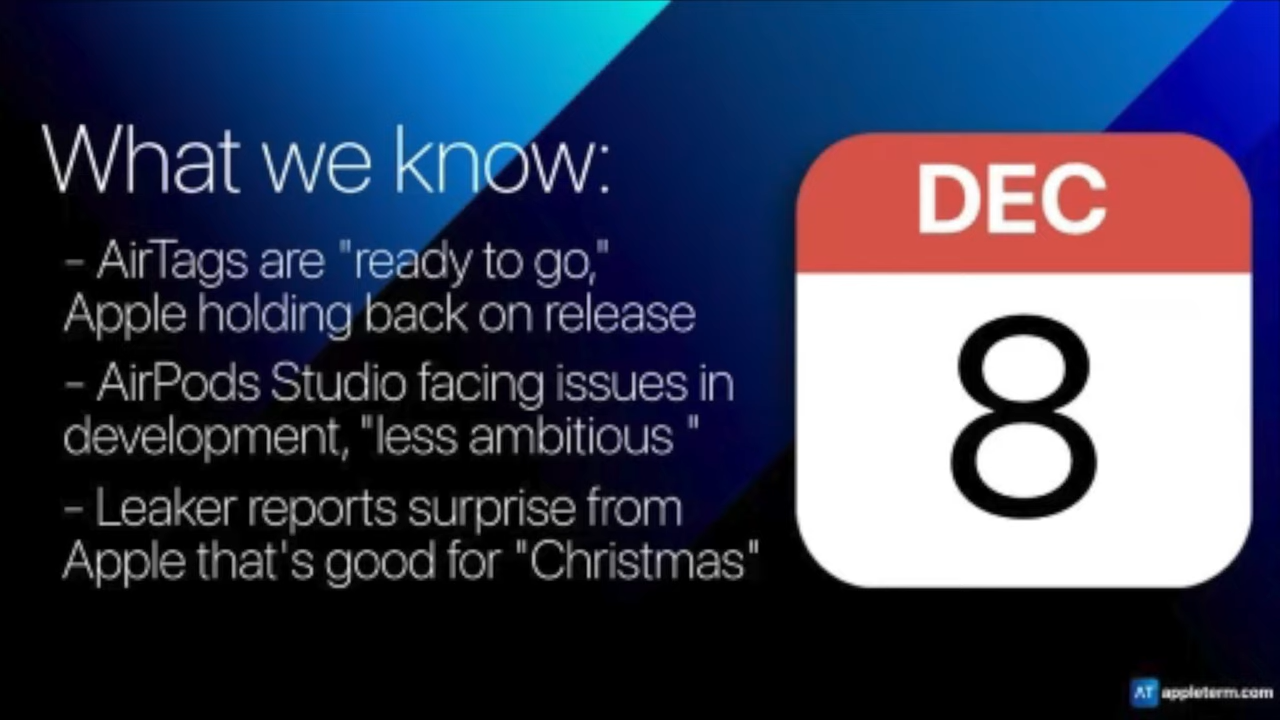 What we know:
- AirTags are "ready to go,"
Apple holding back on release
- AirPods Studio facing issues in
development, "less ambitious "
- Leaker reports surprise from
Apple that's good for "Christmas"
DEC
8
AT appleterm.com